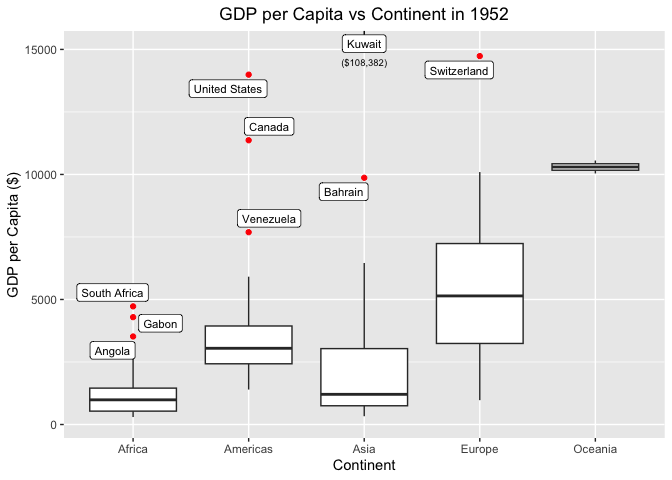 GDP per Capita vs Continent in 1952
GDP per Capita ($)
15000
10000
5000
0
Kuwait
($108,382)
Switzerland
United States
Canada
Bahrain
Venezuela
South Africa
Gabon
Angola
Africa
Americas
Asia
Europe
Oceania
Continent